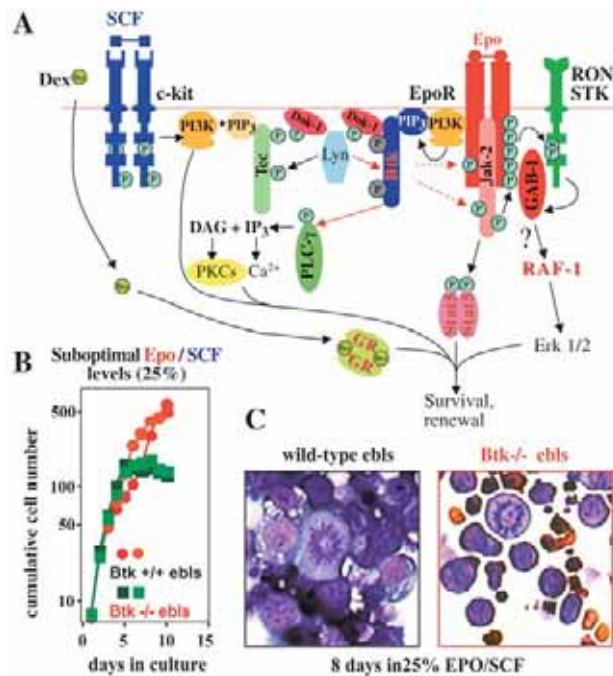 A
SCF
Dex
c-kit
PI3K
PIP3
Tec
P
Dok-1
Lyn
Dok-1
Btk
PIP3
PI3K
EpoR
Epo
Jak-2
GAB-1
RON
STK
DAG + IP3
PKCs
Ca2+
PLC-γ
?
RAF-1
Stat5
Stat5
Erk 1/2
GR
GR
Survival,
renewal
B
Suboptimal Epo / SCF
levels (25%)
cumulative cell number
500
100
50
10
Btk +/+ ebls
Btk -/- ebls
0
5
10
15
days in culture
C
wild-type ebls
Btk-/- ebls
8 days in25% EPO/SCF